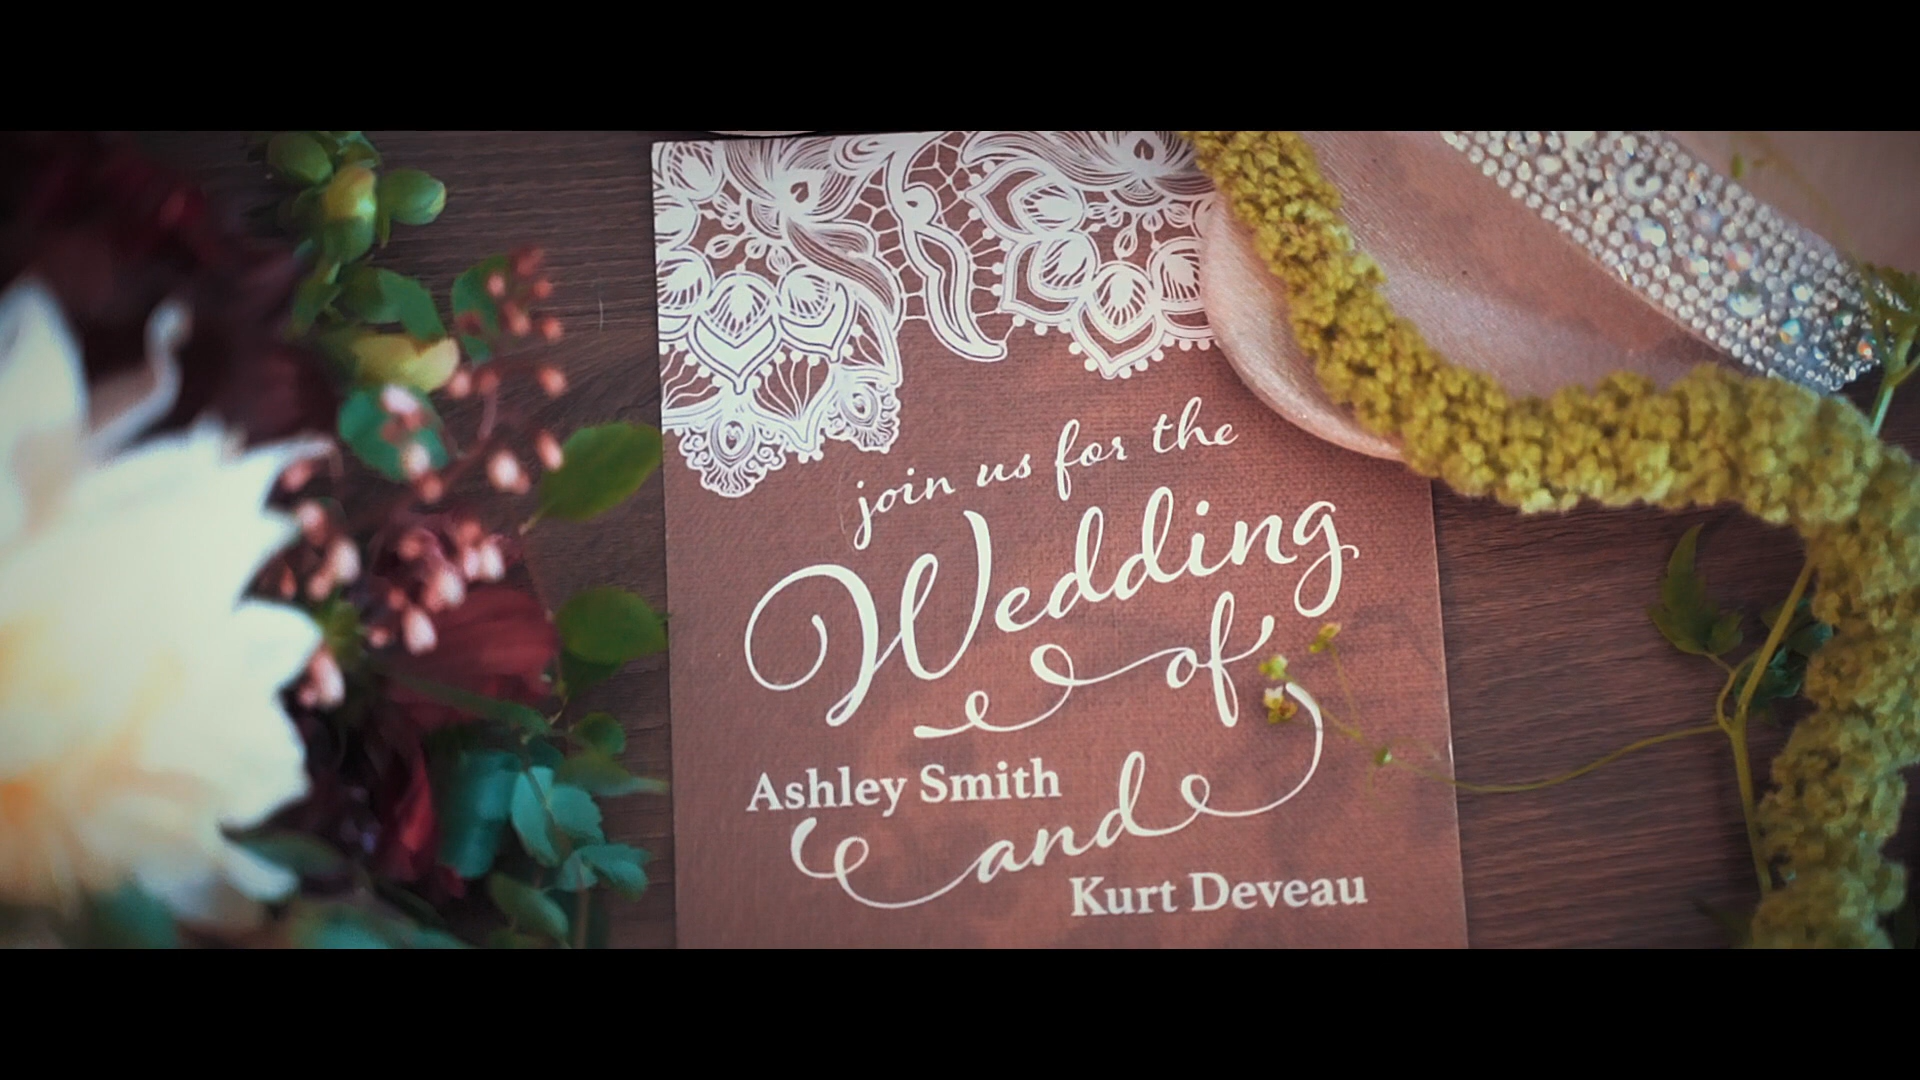 join us for the
Wedding
of
Ashley Smith
and
Kurt Deveau